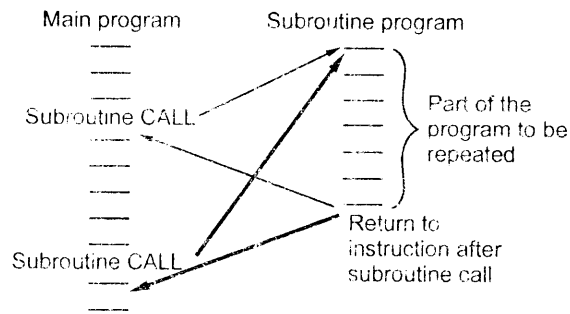 Main program
Subroutine program
Subroutine CALL
Part of the
program to be
repeated
Return to
instruction after
subroutine call
Subroutine CALL